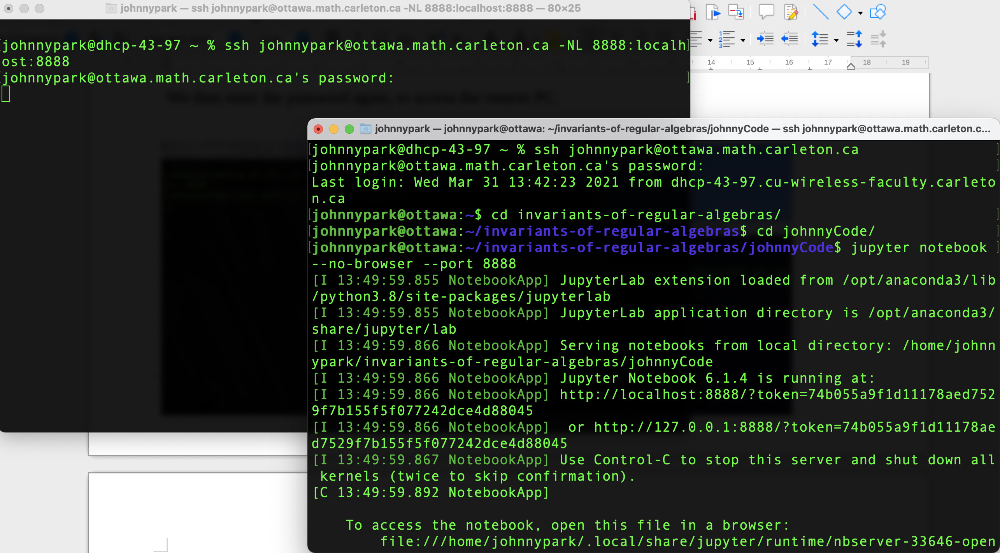 johnnypark — ssh johnnypark@ottawa.math.carleton.ca -NL 8888:localhost:8888 — 80×25
johnnypark@dhcp-43-97 ~ % ssh johnnypark@ottawa.math.carleton.ca -NL 8888:localh
ost:8888
johnnypark@ottawa.math.carleton.ca's password:
We then enter the password again, to access the remote PC.
14 15 16 17 18 19
johnnypark — johnnypark@ottawa: ~/invariants-of-regular-algebras/johnnyCode — ssh johnnypark@ottawa.math.carleton.c...
johnnypark@dhcp-43-97 ~ % ssh johnnypark@ottawa.math.carleton.ca
johnnypark@ottawa.math.carleton.ca's password:
Last login: Wed Mar 31 13:42:23 2021 from dhcp-43-97.cu-wireless-faculty.carleto
n.ca
johnnypark@ottawa:~$ cd invariants-of-regular-algebras/
johnnypark@ottawa:~/invariants-of-regular-algebras$ cd johnnyCode/
johnnypark@ottawa:~/invariants-of-regular-algebras/johnnyCode$ jupyter notebook
--no-browser --port 8888
[I 13:49:59.855 NotebookApp] JupyterLab extension loaded from /opt/anaconda3/lib
/python3.8/site-packages/jupyterlab
[I 13:49:59.855 NotebookApp] JupyterLab application directory is /opt/anaconda3/
share/jupyter/lab
[I 13:49:59.866 NotebookApp] Serving notebooks from local directory: /home/johnn
ypark/invariants-of-regular-algebras/johnnyCode
[I 13:49:59.866 NotebookApp] Jupyter Notebook 6.1.4 is running at:
[I 13:49:59.866 NotebookApp] http://localhost:8888/?token=74b055a9f1d11178aed752
9f7b155f5f077242dce4d88045
[I 13:49:59.866 NotebookApp]  or http://127.0.0.1:8888/?token=74b055a9f1d11178ae
d7529f7b155f5f077242dce4d88045
[I 13:49:59.867 NotebookApp] Use Control-C to stop this server and shut down all
kernels (twice to skip confirmation).
[C 13:49:59.892 NotebookApp]
To access the notebook, open this file in a browser:
file:///home/johnnypark/.local/share/jupyter/runtime/nbserver-33646-open